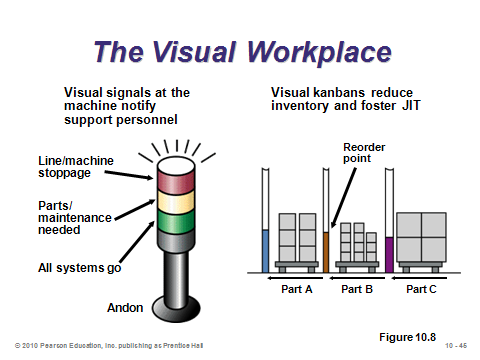 The Visual Workplace
Visual signals at the
machine notify
support personnel
Visual kanbans reduce
inventory and foster JIT
Line/machine
stoppage
Parts/
maintenance
needed
All systems go
Andon
Reorder
point
Part A
Part B
Part C
Figure 10.8
© 2010 Pearson Education, Inc. publishing as Prentice Hall
10 - 45